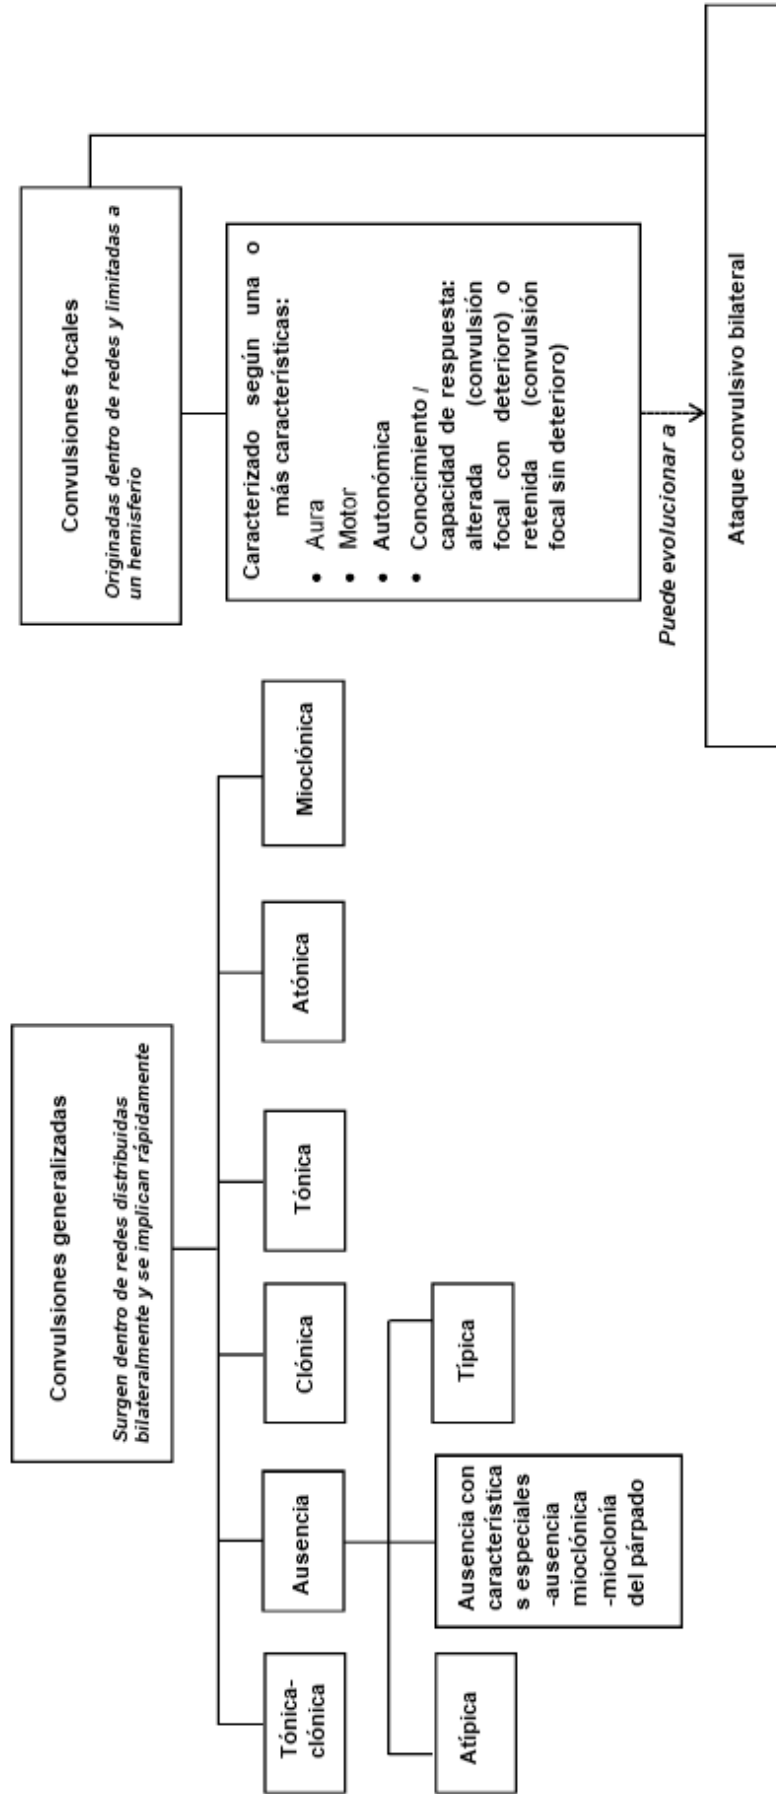 Convulsiones generalizadas
Surgen dentro de redes distribuidas
bilateralmente y se implican rápidamente
Tónica-
clónica
Ausencia
Clónica
Tónica
Atónica
Mioclónica
Atípica
Ausencia con
característica
s especiales
-ausencia
mioclónica
-mioclonía
del párpado
Típica
Convulsiones focales
Originadas dentro de redes y limitadas a
un hemisferio
Caracterizado según una o
más características:
• Aura
• Motor
• Autonómica
• Conocimiento /
capacidad de respuesta:
alterada (convulsión
focal con deterioro) o
retenida (convulsión
focal sin deterioro)
Puede evolucionar a
Ataque convulsivo bilateral